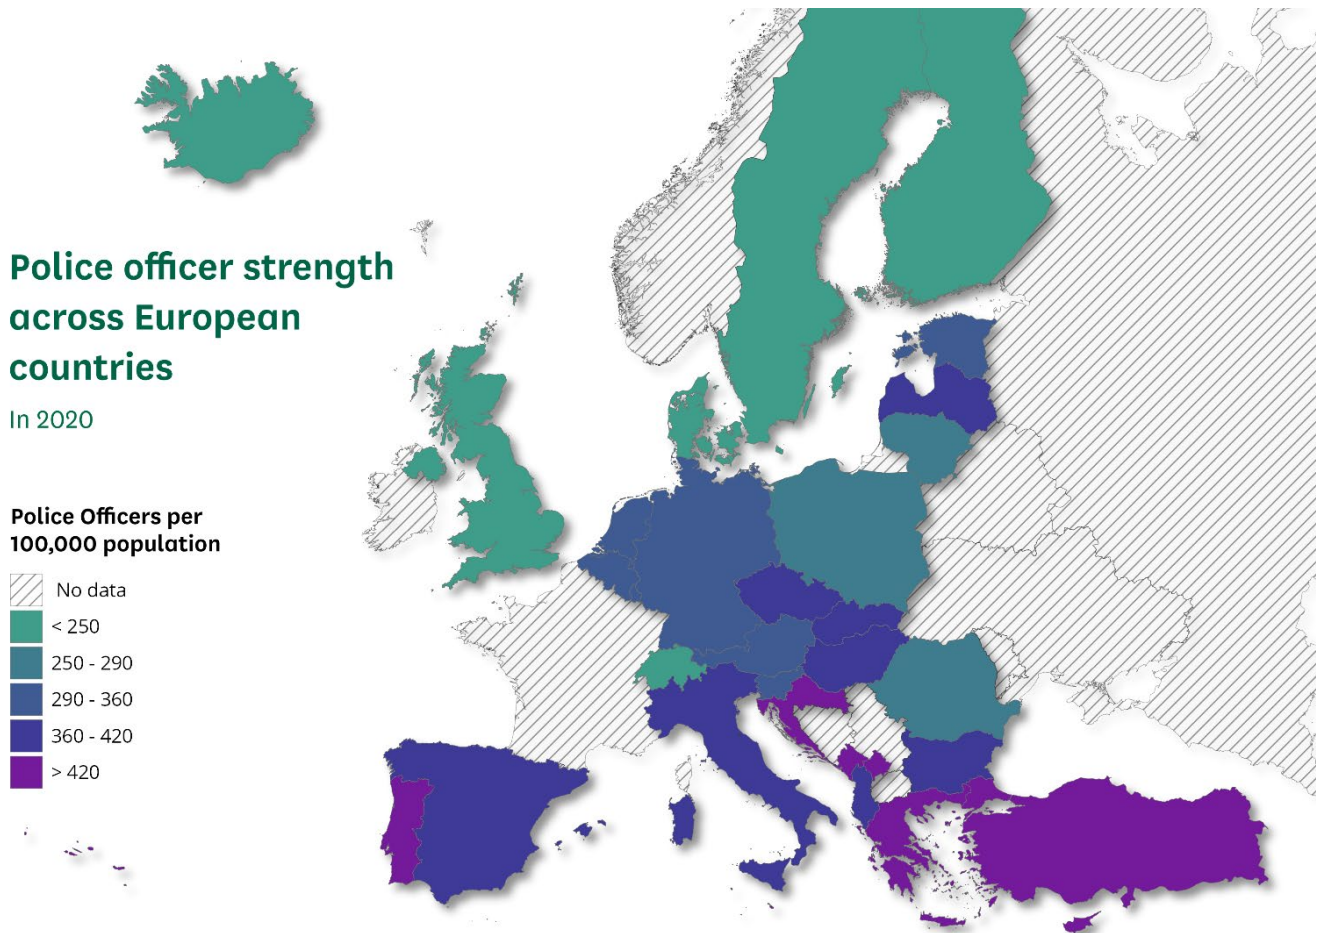 Police officer strength
across European
countries
In 2020
Police Officers per
100,000 population
No data
< 250
250 - 290
290 - 360
360 - 420
> 420